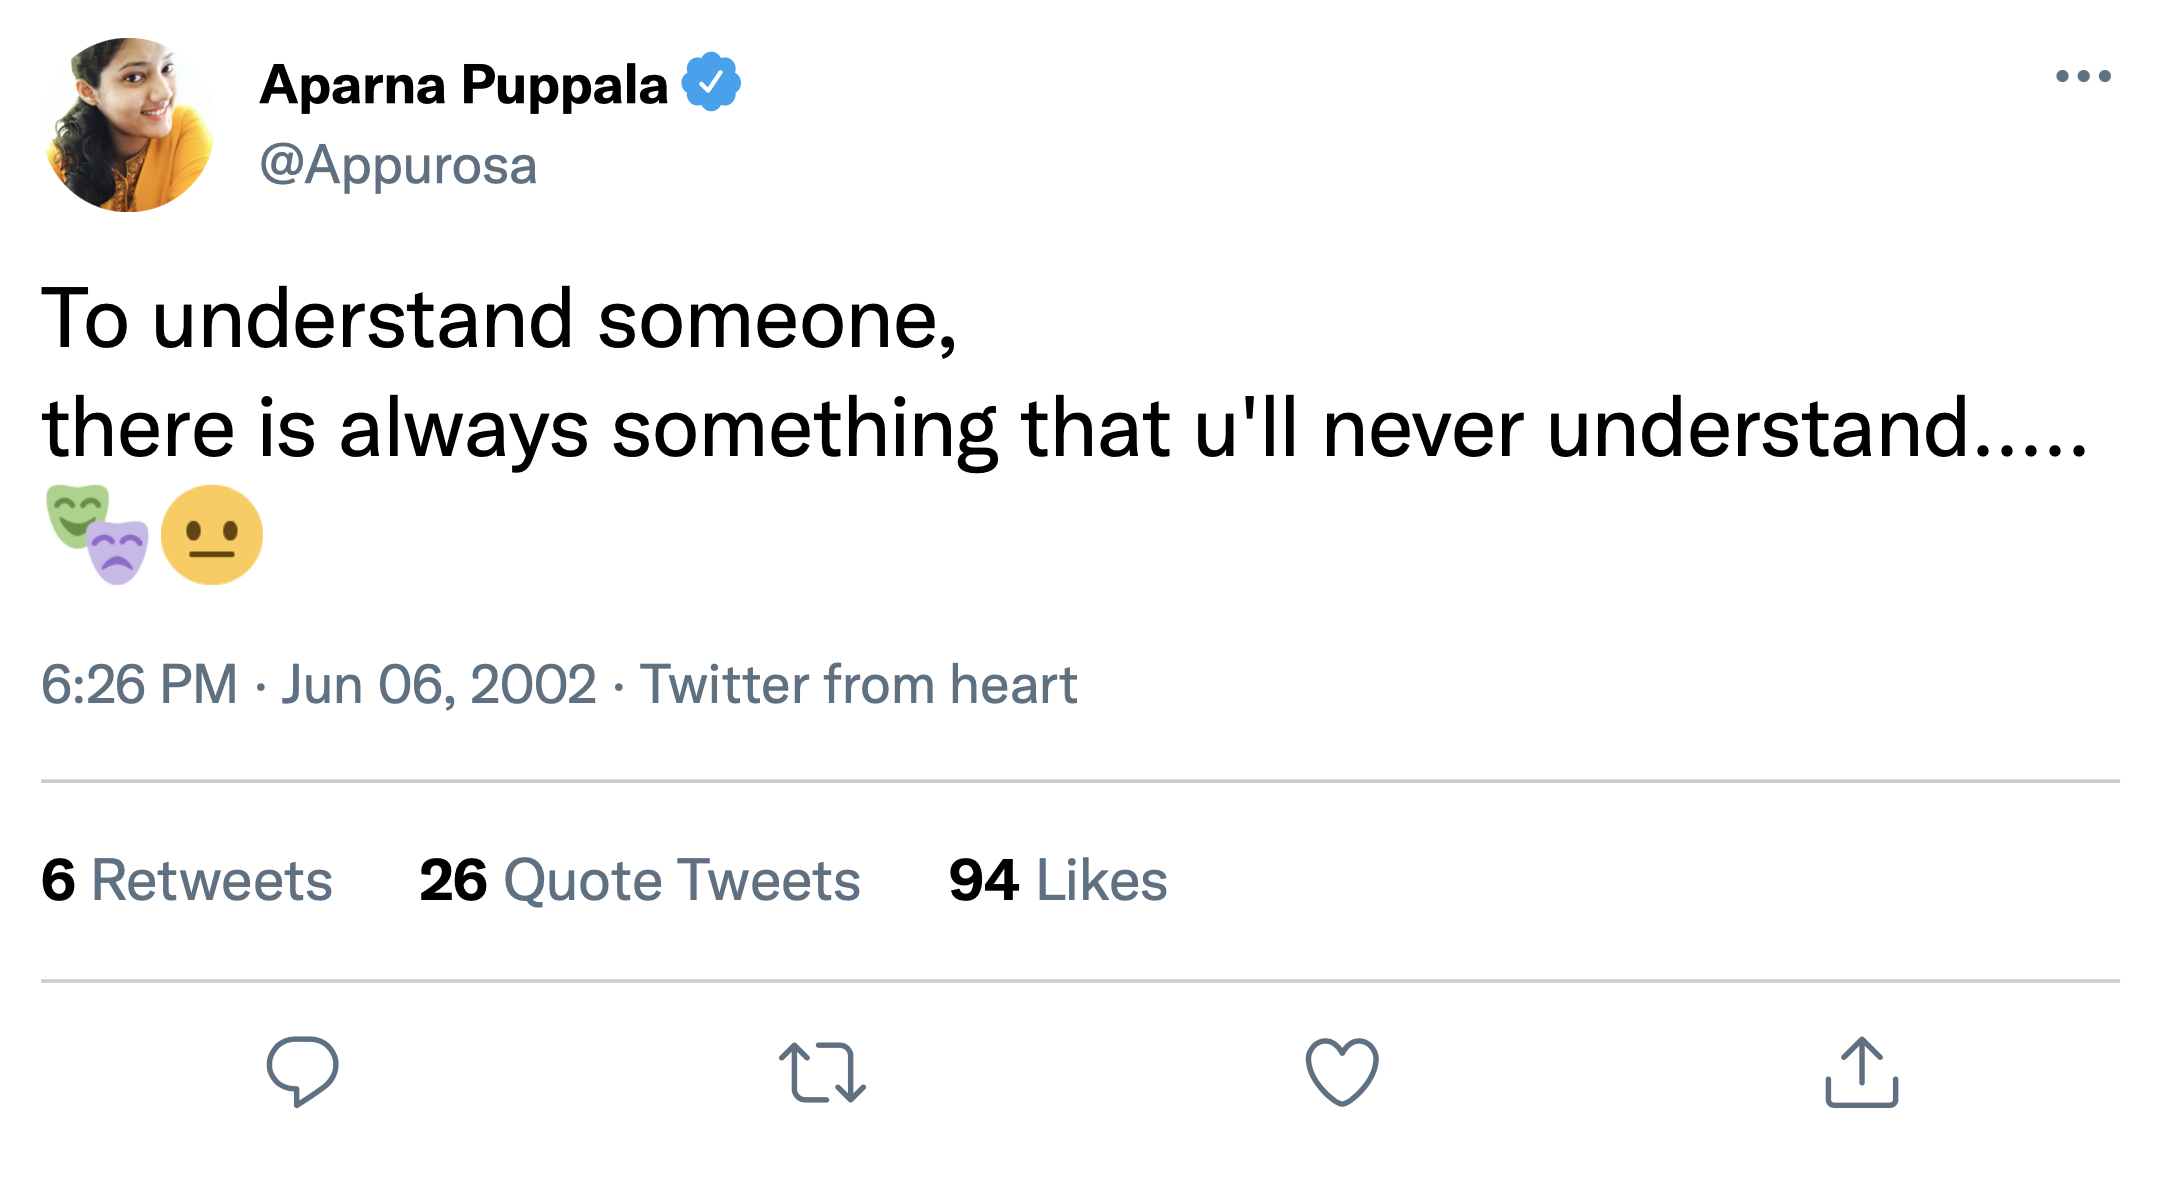 Aparna Puppala
@Appurosa
To understand someone,
there is always something that u'll never understand.....
🎭😐
6:26 PM · Jun 06, 2002 · Twitter from heart
6 Retweets 26 Quote Tweets 94 Likes